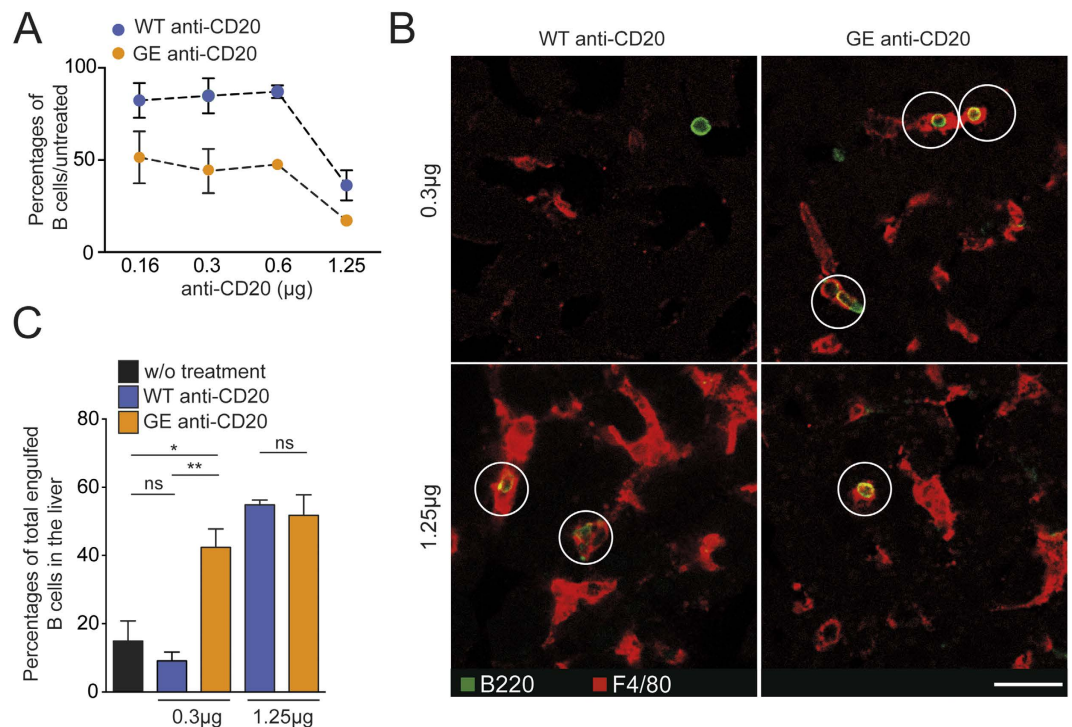 A
WT anti-CD20
GE anti-CD20
Percentages of
B cells/untreated
100
50
0
0.16 0.3 0.6 1.25
anti-CD20 (µg)
B
WT anti-CD20 GE anti-CD20
0.3µg
1.25µg
B220 F4/80
C
w/o treatment
WT anti-CD20
GE anti-CD20
Percentages of total engulfed
B cells in the liver
80
60
40
20
0
*
ns
**
ns
0.3µg 1.25µg